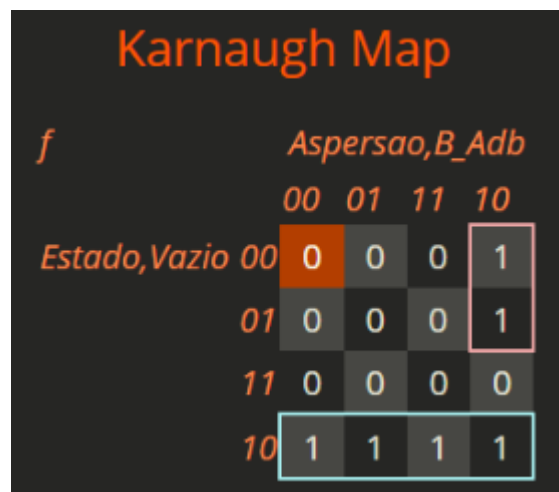 Karnaugh Map
f Aspersao,B_Adb
00 01 11 10
Estado,Vazio 00 0 0 0 1
01 0 0 0 1
11 0 0 0 0
10 1 1 1 1